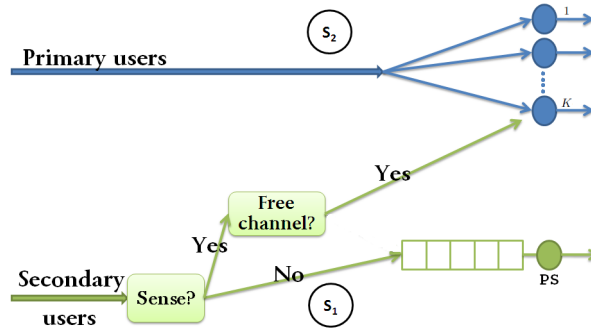 1
S2
Primary users
K
Yes
Free
channel?
Yes
Secondary
No
Sense?
users
S1
PS